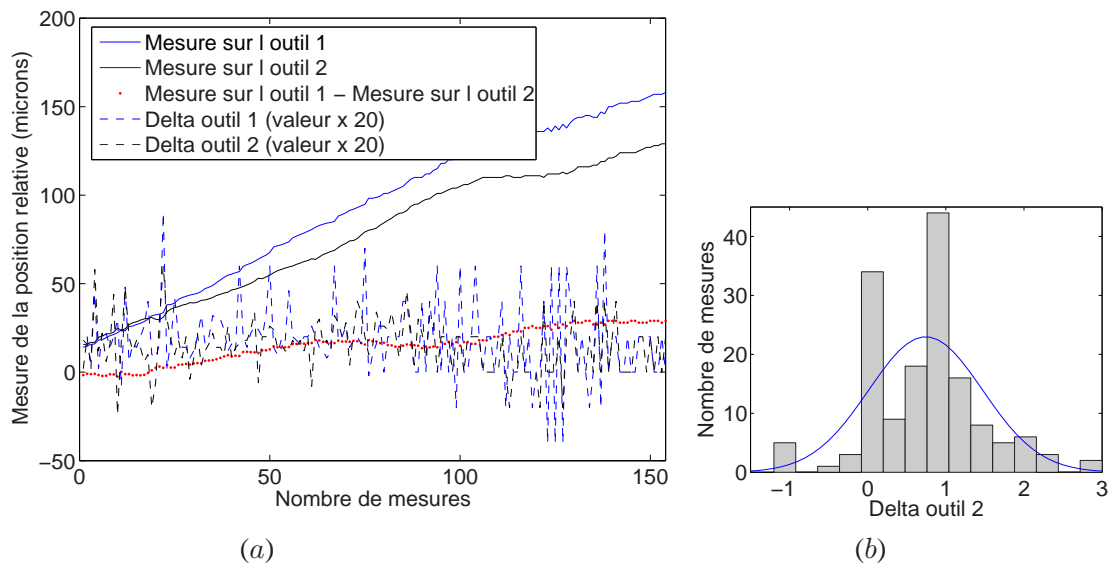 200
150
100
50
0
−50
Mesure de la position relative (microns)
Mesure sur l outil 1
Mesure sur l outil 2
Mesure sur l outil 1 − Mesure sur l outil 2
Delta outil 1 (valeur x 20)
Delta outil 2 (valeur x 20)
0 50 100 150
Nombre de mesures
(a)
40
30
20
10
0
Nombre de mesures
−1 0 1 2 3
Delta outil 2
(b)